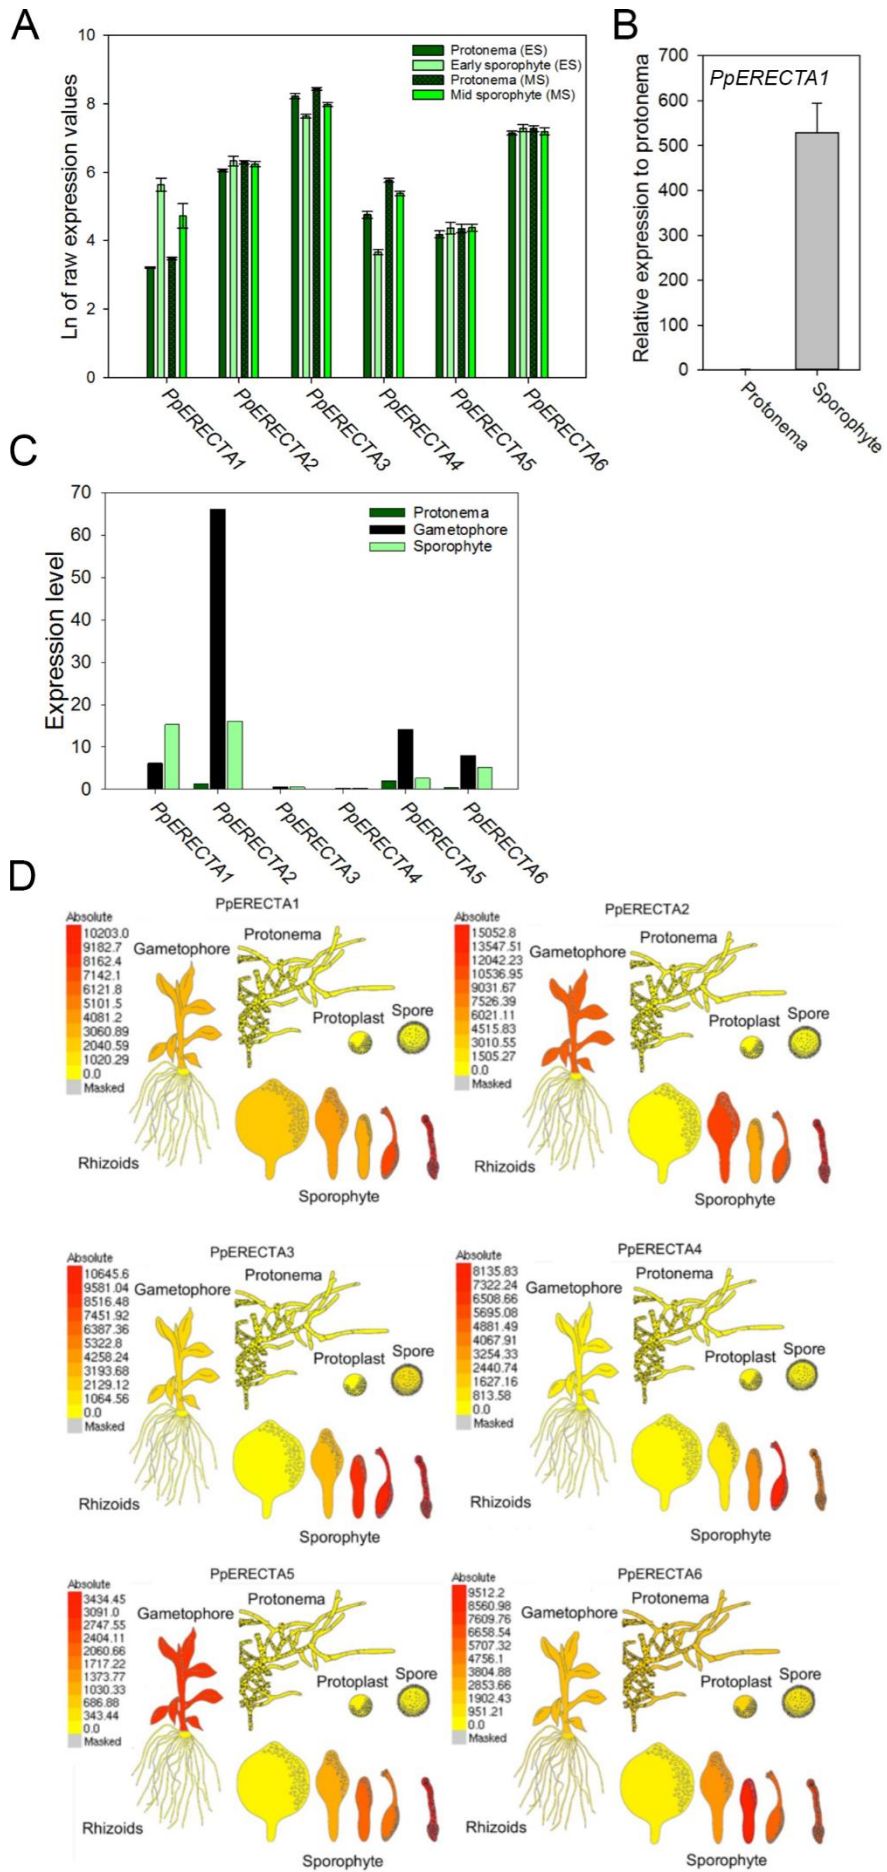 A
B
10
8
6
4
2
0
Ln of raw expression values
Protonema (ES)
Early sporophyte (ES)
Protonema (MS)
Mid sporophyte (MS)
PpERECTA1
PpERECTA2
PpERECTA3
PpERECTA4
PpERECTA5
PpERECTA6
700
600
500
400
300
200
100
0
Relative expression to protonema
PpERECTA1
Protonema
Sporophyte
C
70
60
50
40
30
20
10
0
Expression level
Protonema
Gametophore
Sporophyte
PpERECTA1
PpERECTA2
PpERECTA3
PpERECTA4
PpERECTA5
PpERECTA6
D
PpERECTA1
Absolute
10203.0
9182.7
8162.4
7142.1
6121.8
5101.5
4081.2
3060.89
2040.59
1020.29
0.0
Masked
Gametophore
Protonema
Protoplast
Spore
Rhizoids
Sporophyte
PpERECTA2
Absolute
15052.8
13547.51
12042.23
10536.95
9031.67
7526.39
6021.11
4515.83
3010.55
1505.27
0.0
Masked
Gametophore
Protonema
Protoplast
Spore
Rhizoids
Sporophyte
PpERECTA3
Absolute
10645.6
9581.04
8516.48
7451.92
6387.36
5322.8
4258.24
3193.68
2129.12
1064.56
0.0
Masked
Gametophore
Protonema
Protoplast
Spore
Rhizoids
Sporophyte
PpERECTA4
Absolute
8135.83
7322.24
6508.66
5695.08
4881.49
4067.91
3254.33
2440.74
1627.16
813.58
0.0
Masked
Gametophore
Protonema
Protoplast
Spore
Rhizoids
Sporophyte
PpERECTA5
Absolute
3434.45
3091.0
2747.55
2404.11
2060.66
1717.22
1373.77
1030.33
686.88
343.44
0.0
Masked
Gametophore
Protonema
Protoplast
Spore
Rhizoids
Sporophyte
PpERECTA6
Absolute
9512.2
8560.98
7609.76
6658.54
5707.32
4756.1
3804.88
2853.66
1902.43
951.21
0.0
Masked
Gametophore
Protonema
Protoplast
Spore
Rhizoids
Sporophyte